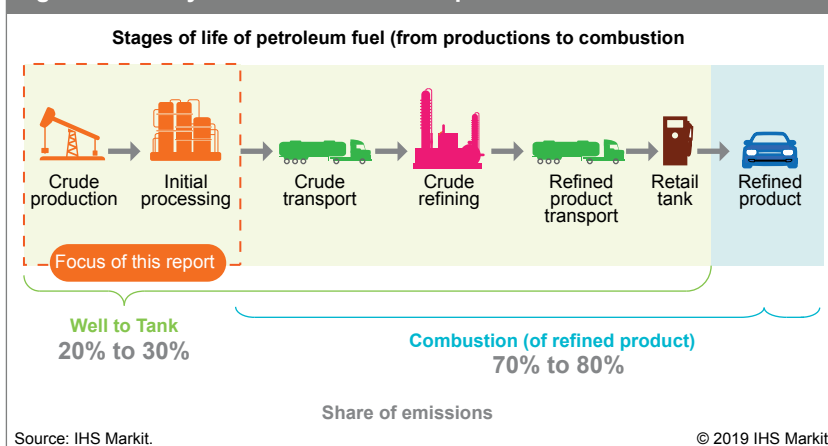 Stages of life of petroleum fuel (from productions to combustion
Crude
production
Initial
processing
Crude
transport
Crude
refining
Refined
product
transport
Retail
tank
Refined
product
Focus of this report
Well to Tank
20% to 30%
Combustion (of refined product)
70% to 80%
Share of emissions
Source: IHS Markit.
© 2019 IHS Markit